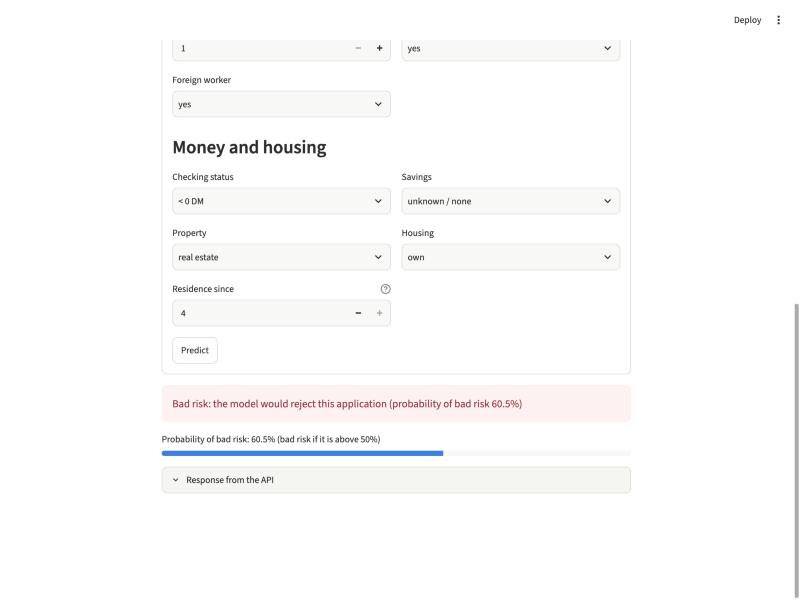 Deploy
1
yes
Foreign worker
yes
Money and housing
Checking status
Savings
< 0 DM
unknown / none
Property
Housing
real estate
own
Residence since
4
Predict
Bad risk: the model would reject this application (probability of bad risk 60.5%)
Probability of bad risk: 60.5% (bad risk if it is above 50%)
Response from the API